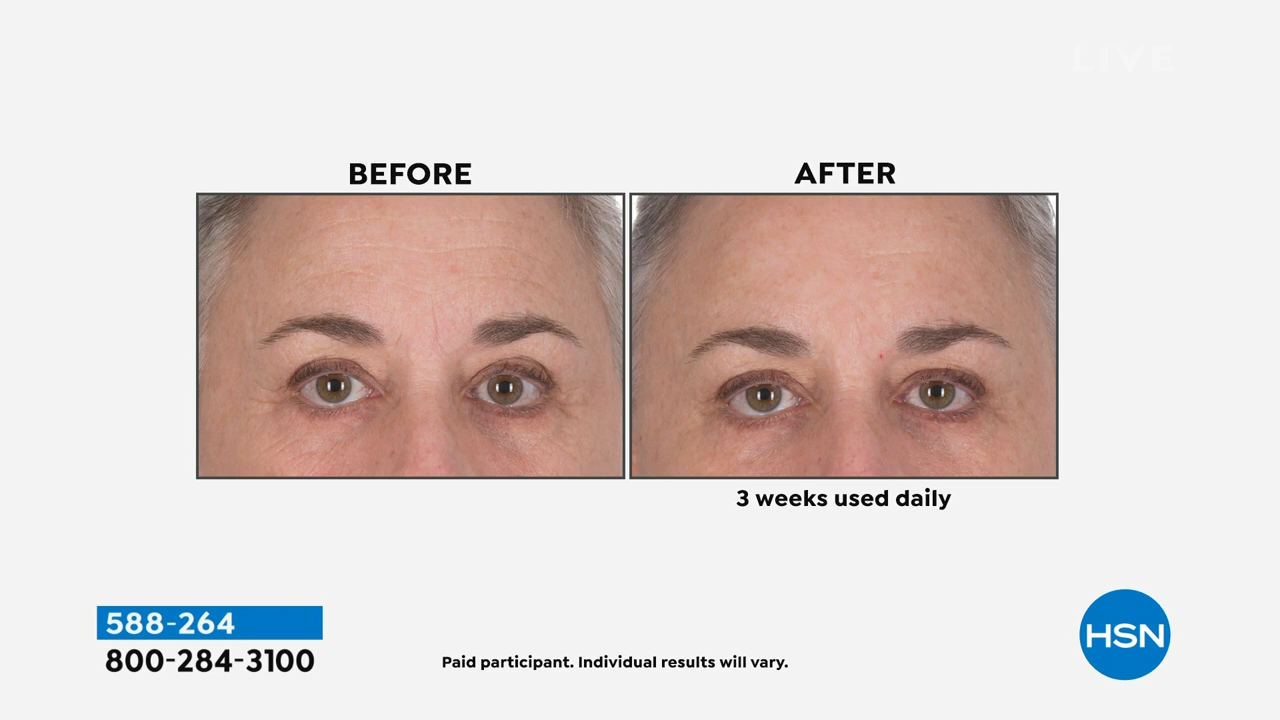 LIVE
BEFORE
AFTER
3 weeks used daily
588-264
800-284-3100
Paid participant. Individual results will vary.
HSN